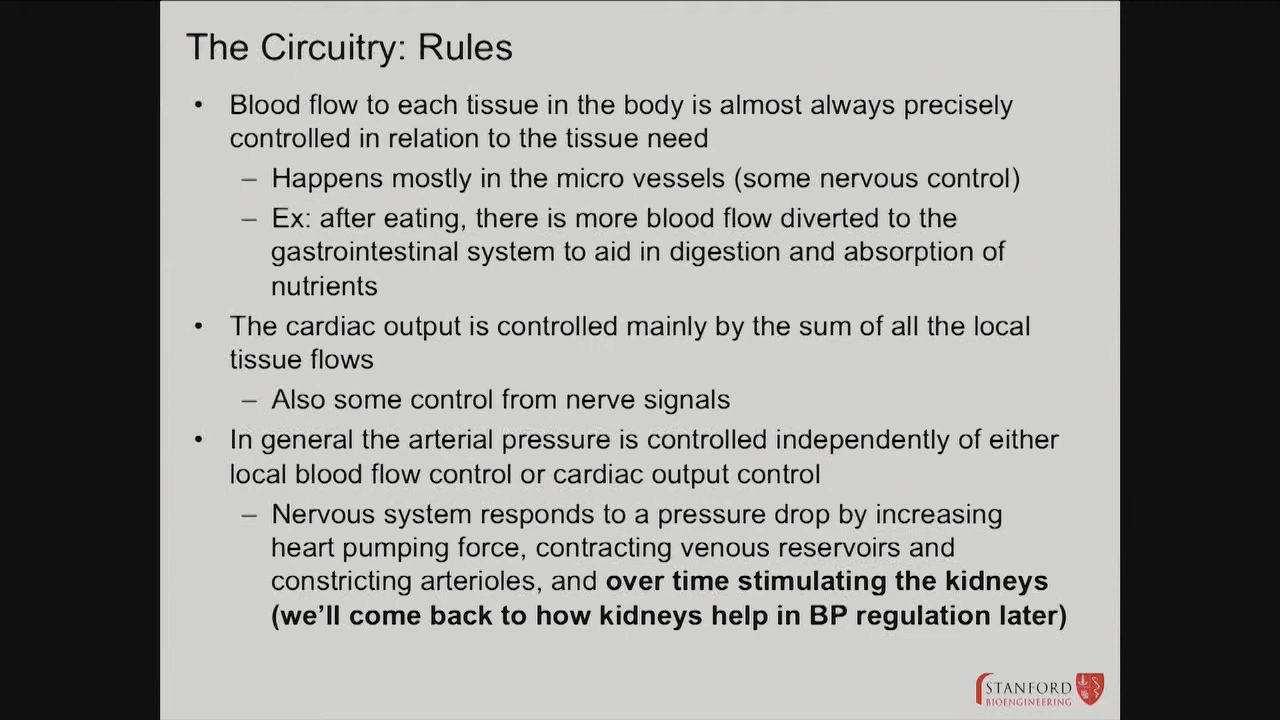 The Circuitry: Rules
• Blood flow to each tissue in the body is almost always precisely
controlled in relation to the tissue need
– Happens mostly in the micro vessels (some nervous control)
– Ex: after eating, there is more blood flow diverted to the
gastrointestinal system to aid in digestion and absorption of
nutrients
• The cardiac output is controlled mainly by the sum of all the local
tissue flows
– Also some control from nerve signals
• In general the arterial pressure is controlled independently of either
local blood flow control or cardiac output control
– Nervous system responds to a pressure drop by increasing
heart pumping force, contracting venous reservoirs and
constricting arterioles, and over time stimulating the kidneys
(we’ll come back to how kidneys help in BP regulation later)
STANFORD
BIOENGINEERING